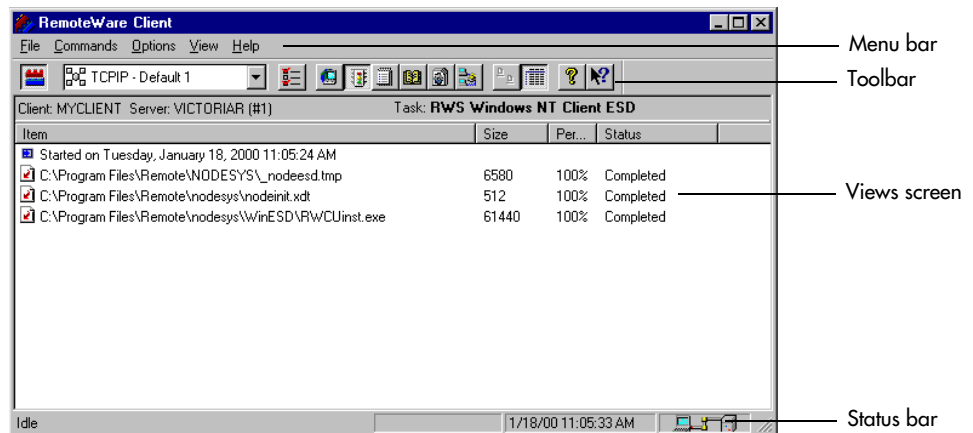 RemoteWare Client
File Commands Options View Help
Menu bar
TCPIP - Default 1
Toolbar
Client: MYCLIENT Server: VICTORIAR (#1) Task: RWS Windows NT Client ESD
Item Size Per... Status
Started on Tuesday, January 18, 2000 11:05:24 AM
C:\Program Files\Remote\NODESYS\_nodeesd.tmp 6580 100% Completed
C:\Program Files\Remote\nodesys\nodeinit.xdt 512 100% Completed
Views screen
C:\Program Files\Remote\nodesys\WinESD\RWCUinst.exe 61440 100% Completed
Idle 1/18/00 11:05:33 AM
Status bar